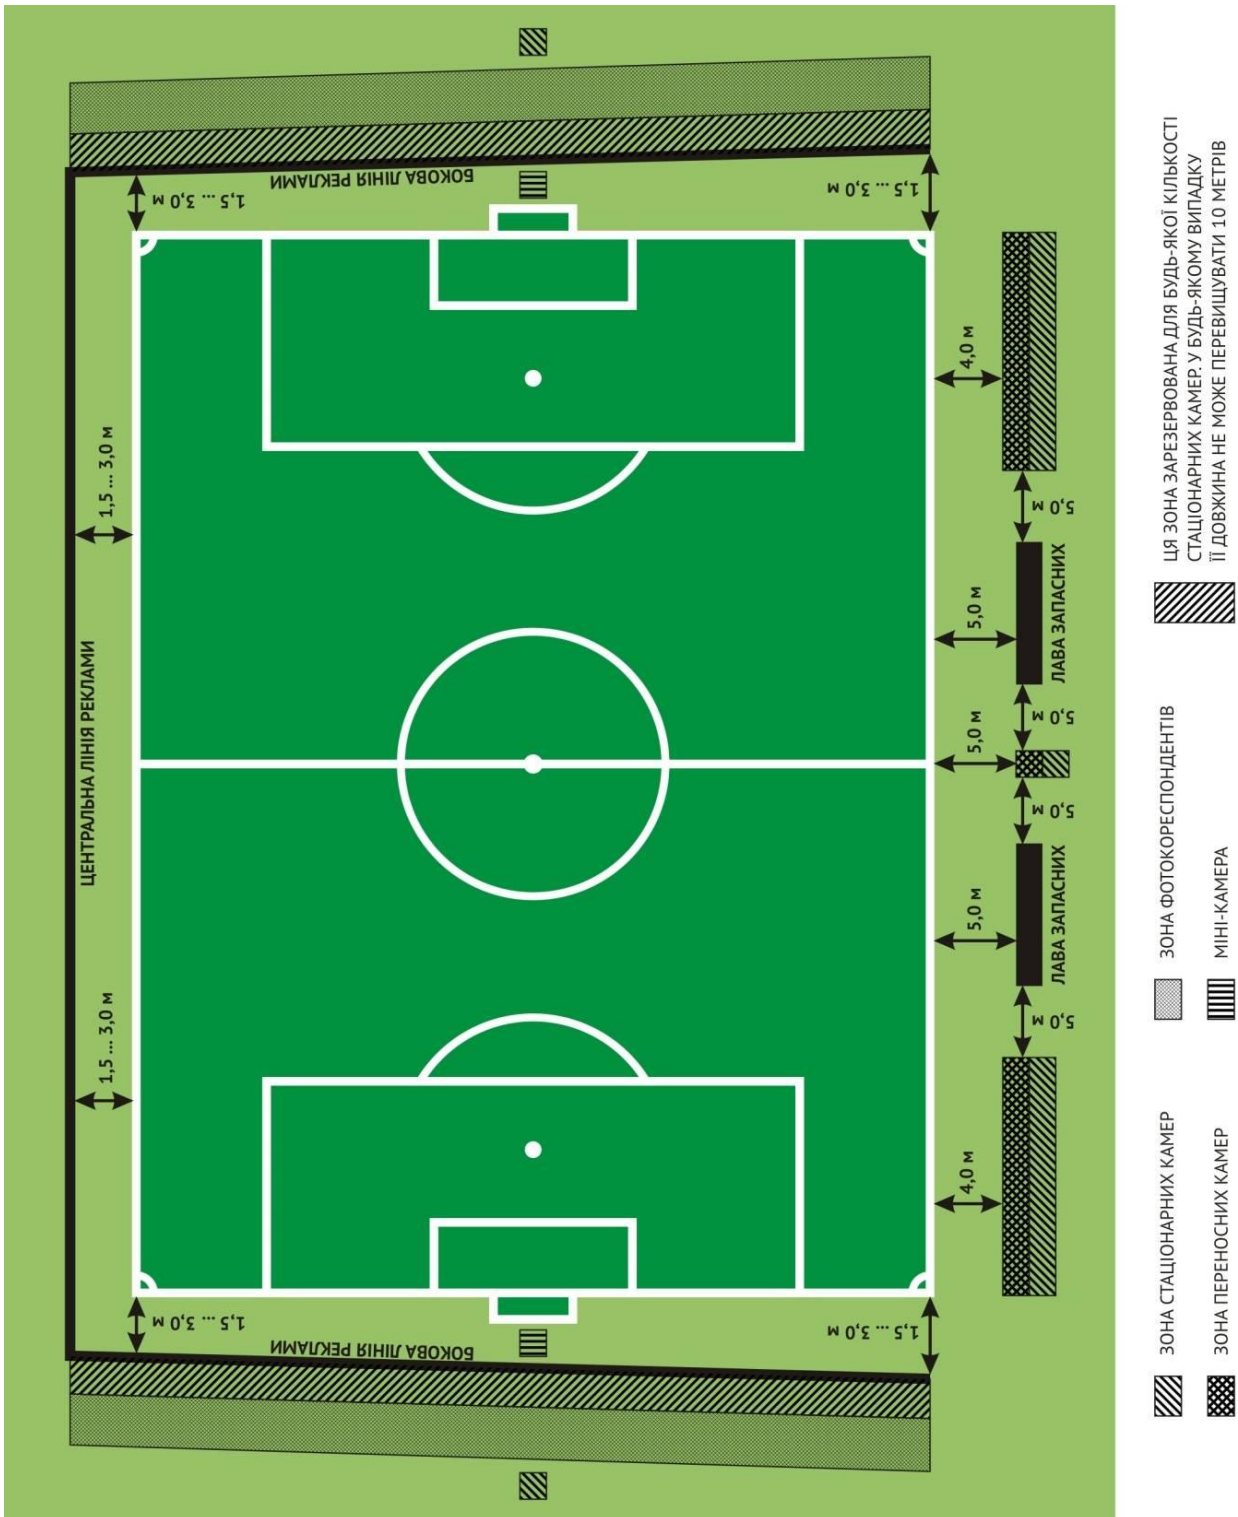 ЦЕНТРАЛЬНА ЛІНІЯ РЕКЛАМИ
1,5 ... 3,0 м
1,5 ... 3,0 м
БОКОВА ЛІНІЯ РЕКЛАМИ
1,5 ... 3,0 м
1,5 ... 3,0 м
БОКОВА ЛІНІЯ РЕКЛАМИ
1,5 ... 3,0 м
1,5 ... 3,0 м
4,0 м
5,0 м
5,0 м
5,0 м
4,0 м
5,0 м
5,0 м
5,0 м
5,0 м
ЛАВА ЗАПАСНИХ
ЛАВА ЗАПАСНИХ
ЗОНА СТАЦІОНАРНИХ КАМЕР
ЗОНА ПЕРЕНОСНИХ КАМЕР
ЗОНА ФОТОКОРЕСПОНДЕНТІВ
МІНІ-КАМЕРА
ЦЯ ЗОНА ЗАРЕЗЕРВОВАНА ДЛЯ БУДЬ-ЯКОЇ КІЛЬКОСТІ
СТАЦІОНАРНИХ КАМЕР. У БУДЬ-ЯКОМУ ВИПАДКУ
ЇЇ ДОВЖИНА НЕ МОЖЕ ПЕРЕВИЩУВАТИ 10 МЕТРІВ